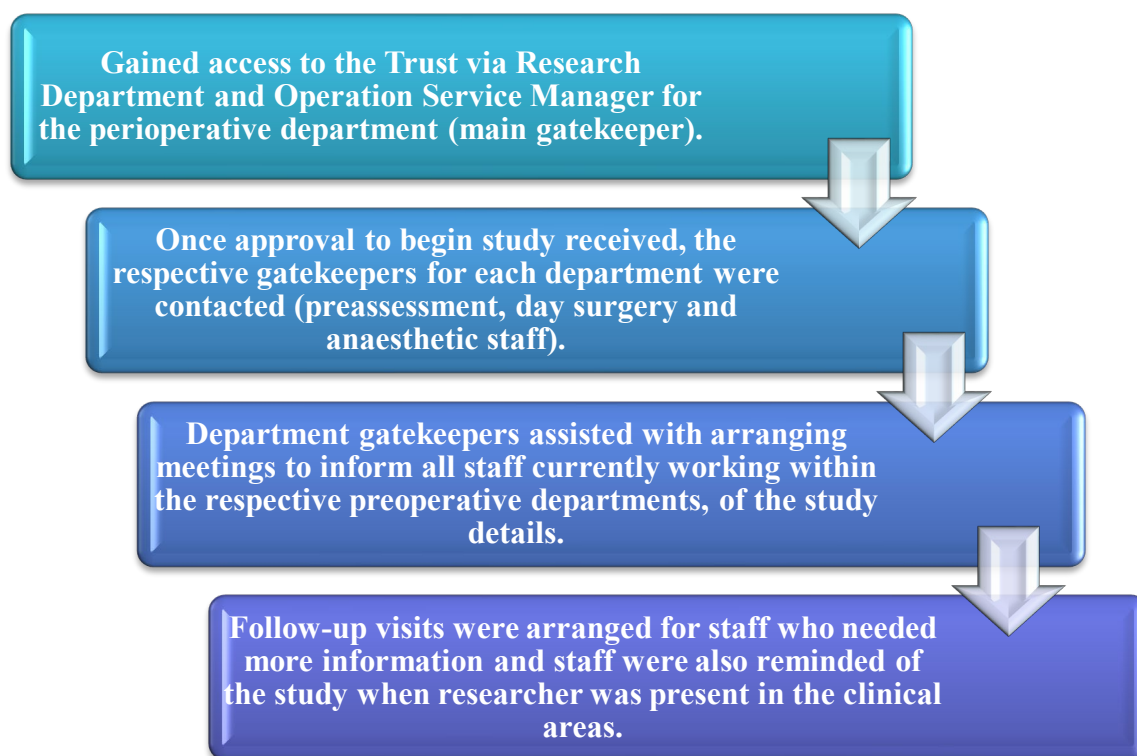 Gained access to the Trust via Research
Department and Operation Service Manager for
the perioperative department (main gatekeeper).
Once approval to begin study received, the
respective gatekeepers for each department were
contacted (preassessment, day surgery and
anaesthetic staff).
Department gatekeepers assisted with arranging
meetings to inform all staff currently working within
the respective preoperative departments, of the study
details.
Follow-up visits were arranged for staff who needed
more information and staff were also reminded of
the study when researcher was present in the clinical
areas.